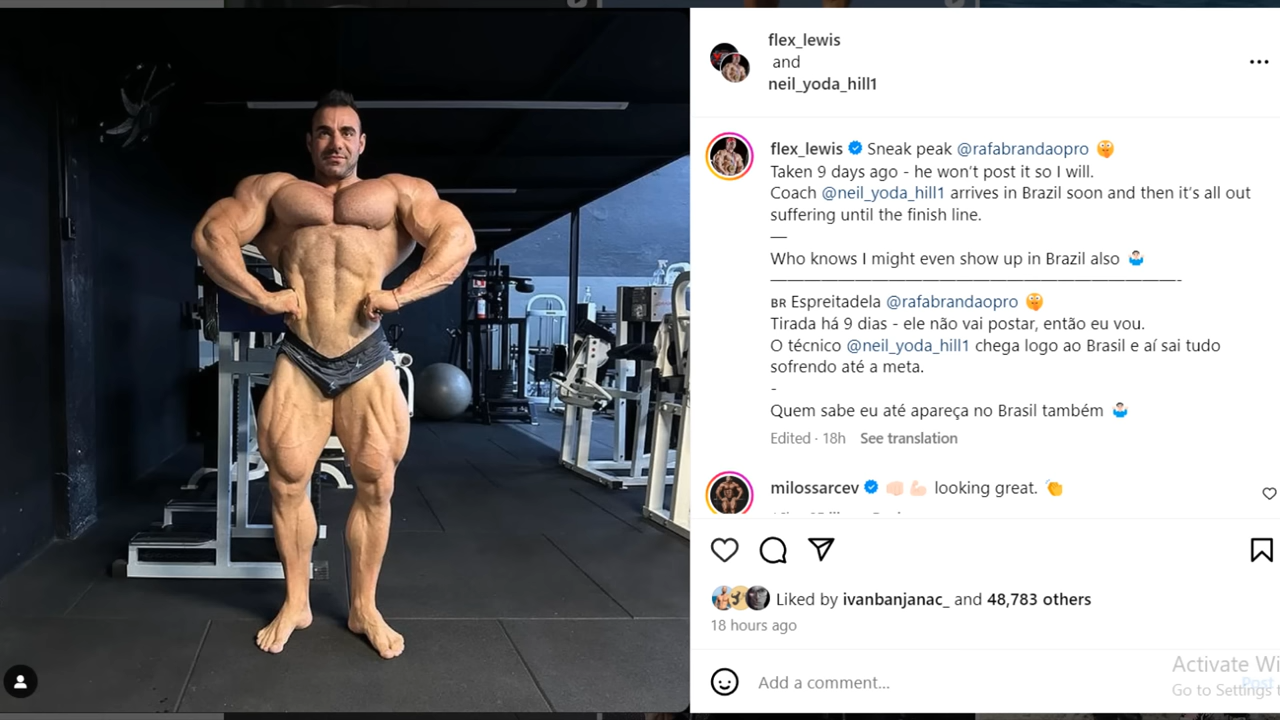 flex_lewis
and
neil_yoda_hill1
flex_lewis Sneak peak @rafabrandaopro 🫣
Taken 9 days ago - he won't post it so I will.
Coach @neil_yoda_hill1 arrives in Brazil soon and then it's all out
suffering until the finish line.
—
Who knows I might even show up in Brazil also 🤷🏻‍♂️
—————————————————————————-
🇧🇷 Espreitadela @rafabrandaopro 🫣
Tirada há 9 dias - ele não vai postar, então eu vou.
O técnico @neil_yoda_hill1 chega logo ao Brasil e aí sai tudo
sofrendo até a meta.
-
Quem sabe eu até apareça no Brasil também 🤷🏻‍♂️
Edited · 18h See translation
milossarcev 👊🏻💪🏻 looking great. 👏
Liked by ivanbanjanac_ and 48,783 others
18 hours ago
Add a comment...
Post
Activate Wi
Go to Settings t